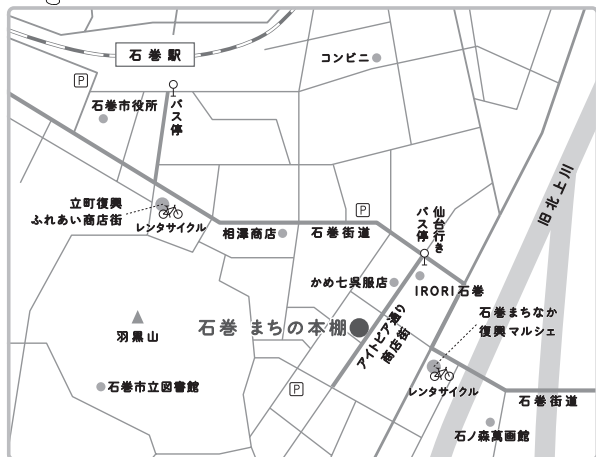 石巻駅
コンビニ
P
石巻市役所
バス停
旧北上川
立町復興
ふれあい商店街
レンタサイクル
P
相澤商店
石巻街道
仙台行き
バス停
かめ七呉服店
IRORI石巻
石巻 まちの本棚
アイトピア通り
商店街
石巻まちなか
復興マルシェ
羽黒山
石巻市立図書館
P
レンタサイクル
石巻街道
石ノ森萬画館